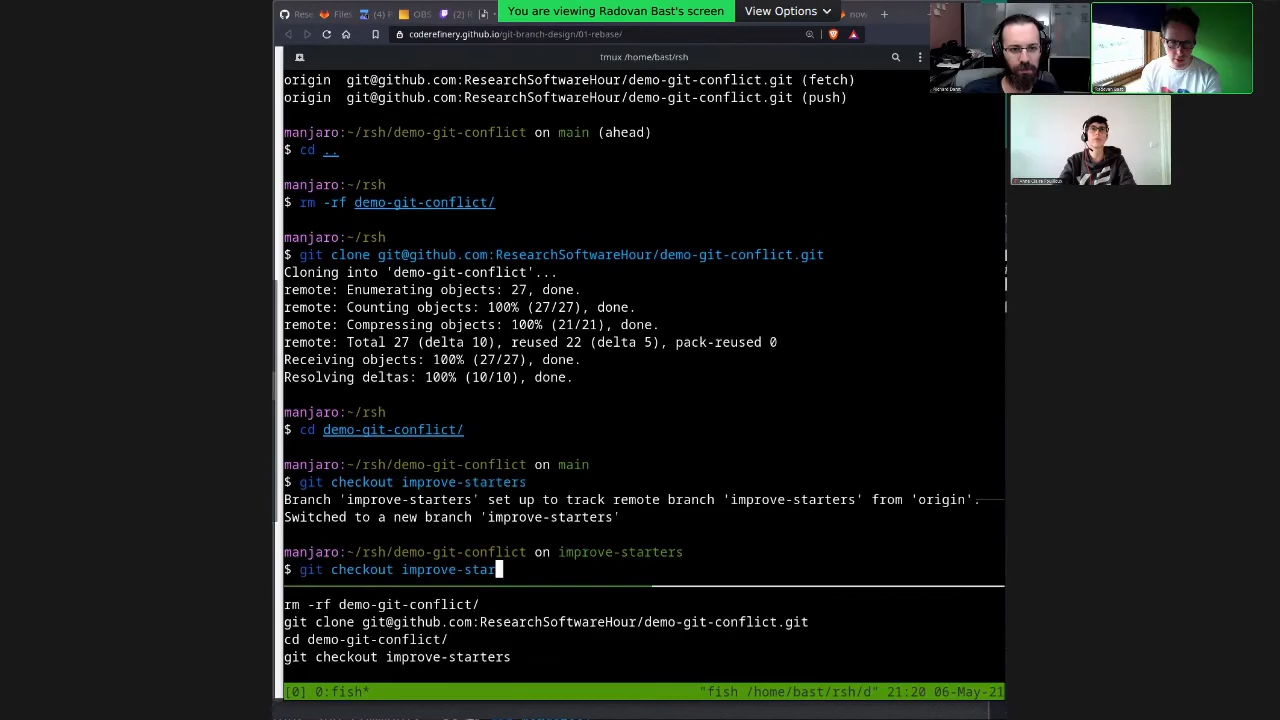 You are viewing Radovan Bast's screen
View Options
Rese
Files
(4) F
OBS
(2) R
now
coderefinery.github.io/git-branch-design/01-rebase/
tmux /home/bast/rsh
origin  git@github.com:ResearchSoftwareHour/demo-git-conflict.git (fetch)
origin  git@github.com:ResearchSoftwareHour/demo-git-conflict.git (push)
manjaro:~/rsh/demo-git-conflict on main (ahead)
$ cd ..
manjaro:~/rsh
$ rm -rf demo-git-conflict/
manjaro:~/rsh
$ git clone git@github.com:ResearchSoftwareHour/demo-git-conflict.git
Cloning into 'demo-git-conflict'...
remote: Enumerating objects: 27, done.
remote: Counting objects: 100% (27/27), done.
remote: Compressing objects: 100% (21/21), done.
remote: Total 27 (delta 10), reused 22 (delta 5), pack-reused 0
Receiving objects: 100% (27/27), done.
Resolving deltas: 100% (10/10), done.
manjaro:~/rsh
$ cd demo-git-conflict/
manjaro:~/rsh/demo-git-conflict on main
$ git checkout improve-starters
Branch 'improve-starters' set up to track remote branch 'improve-starters' from 'origin'.
Switched to a new branch 'improve-starters'
manjaro:~/rsh/demo-git-conflict on improve-starters
$ git checkout improve-star
rm -rf demo-git-conflict/
git clone git@github.com:ResearchSoftwareHour/demo-git-conflict.git
cd demo-git-conflict/
git checkout improve-starters
[0] 0:fish*
"fish /home/bast/rsh/d" 21:20 06-May-21
Richard Darst
Radovan Bast